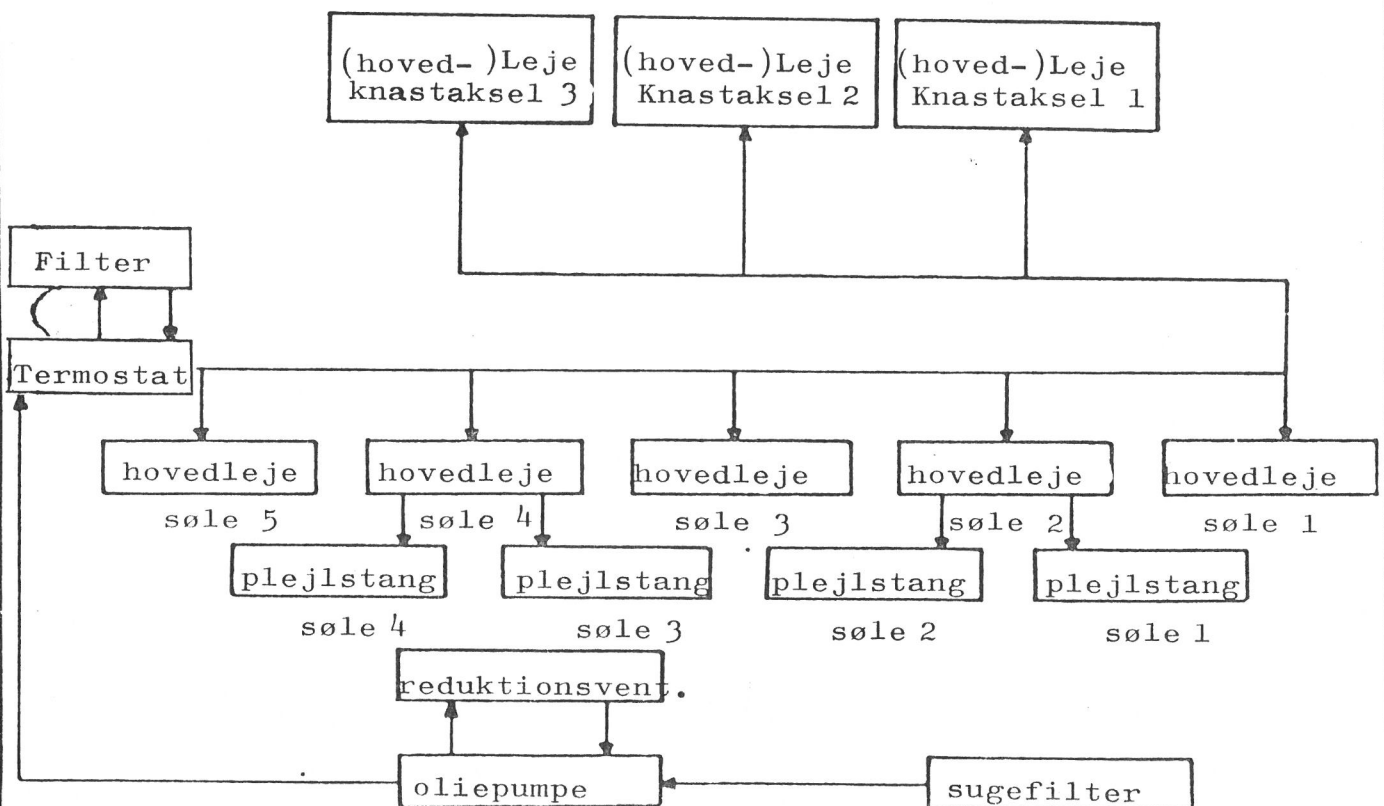 (hoved- )Leje
knastaksel 3
(hoved-)Leje
Knastaksel 2
(hoved-)Leje
Knastaksel 1
Filter
Termostat
hovedleje
søle 5
hovedleje
søle 4
hovedleje
søle 3
hovedleje
søle 2
hovedleje
søle 1
plejlstang
søle 4
plejlstang
søle 3
plejlstang
søle 2
plejlstang
søle 1
reduktionsvent.
oliepumpe
sugefilter